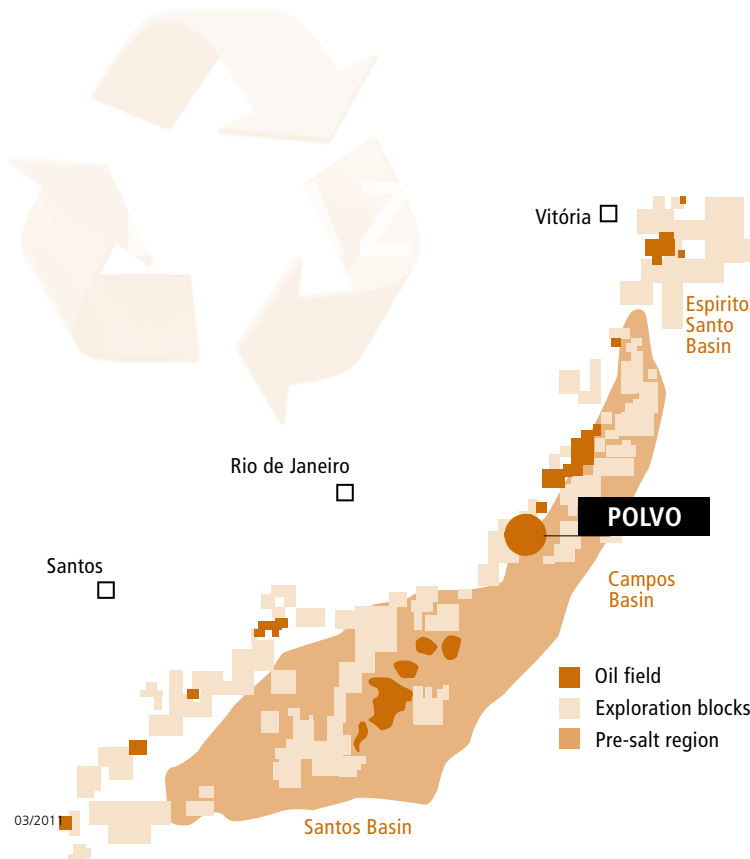 Vitória
Espirito
Santo
Basin
Rio de Janeiro
POLVO
Santos
Campos
Basin
Oil field
Exploration blocks
Pre-salt region
03/2011
Santos Basin